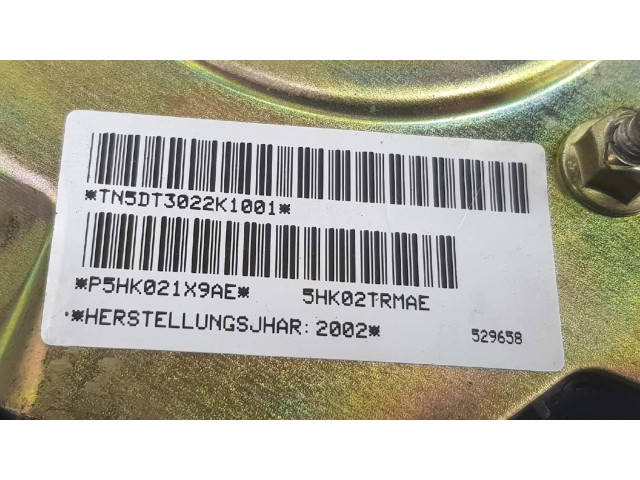 *TN5DT3022K1001*
*P5HK021X9AE* 5HK02TRMAE
*HERSTELLUNGSJHAR: 2002* 529658